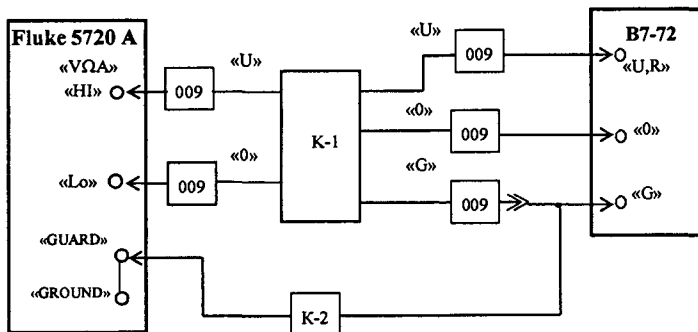 Fluke 5720 A
«VΩA»
«HI»
«Lo»
«GUARD»
«GROUND»
009
«U»
009
«0»
K-1
«U»
009
«0»
009
«G»
009
K-2
B7-72
«U,R»
«0»
«G»